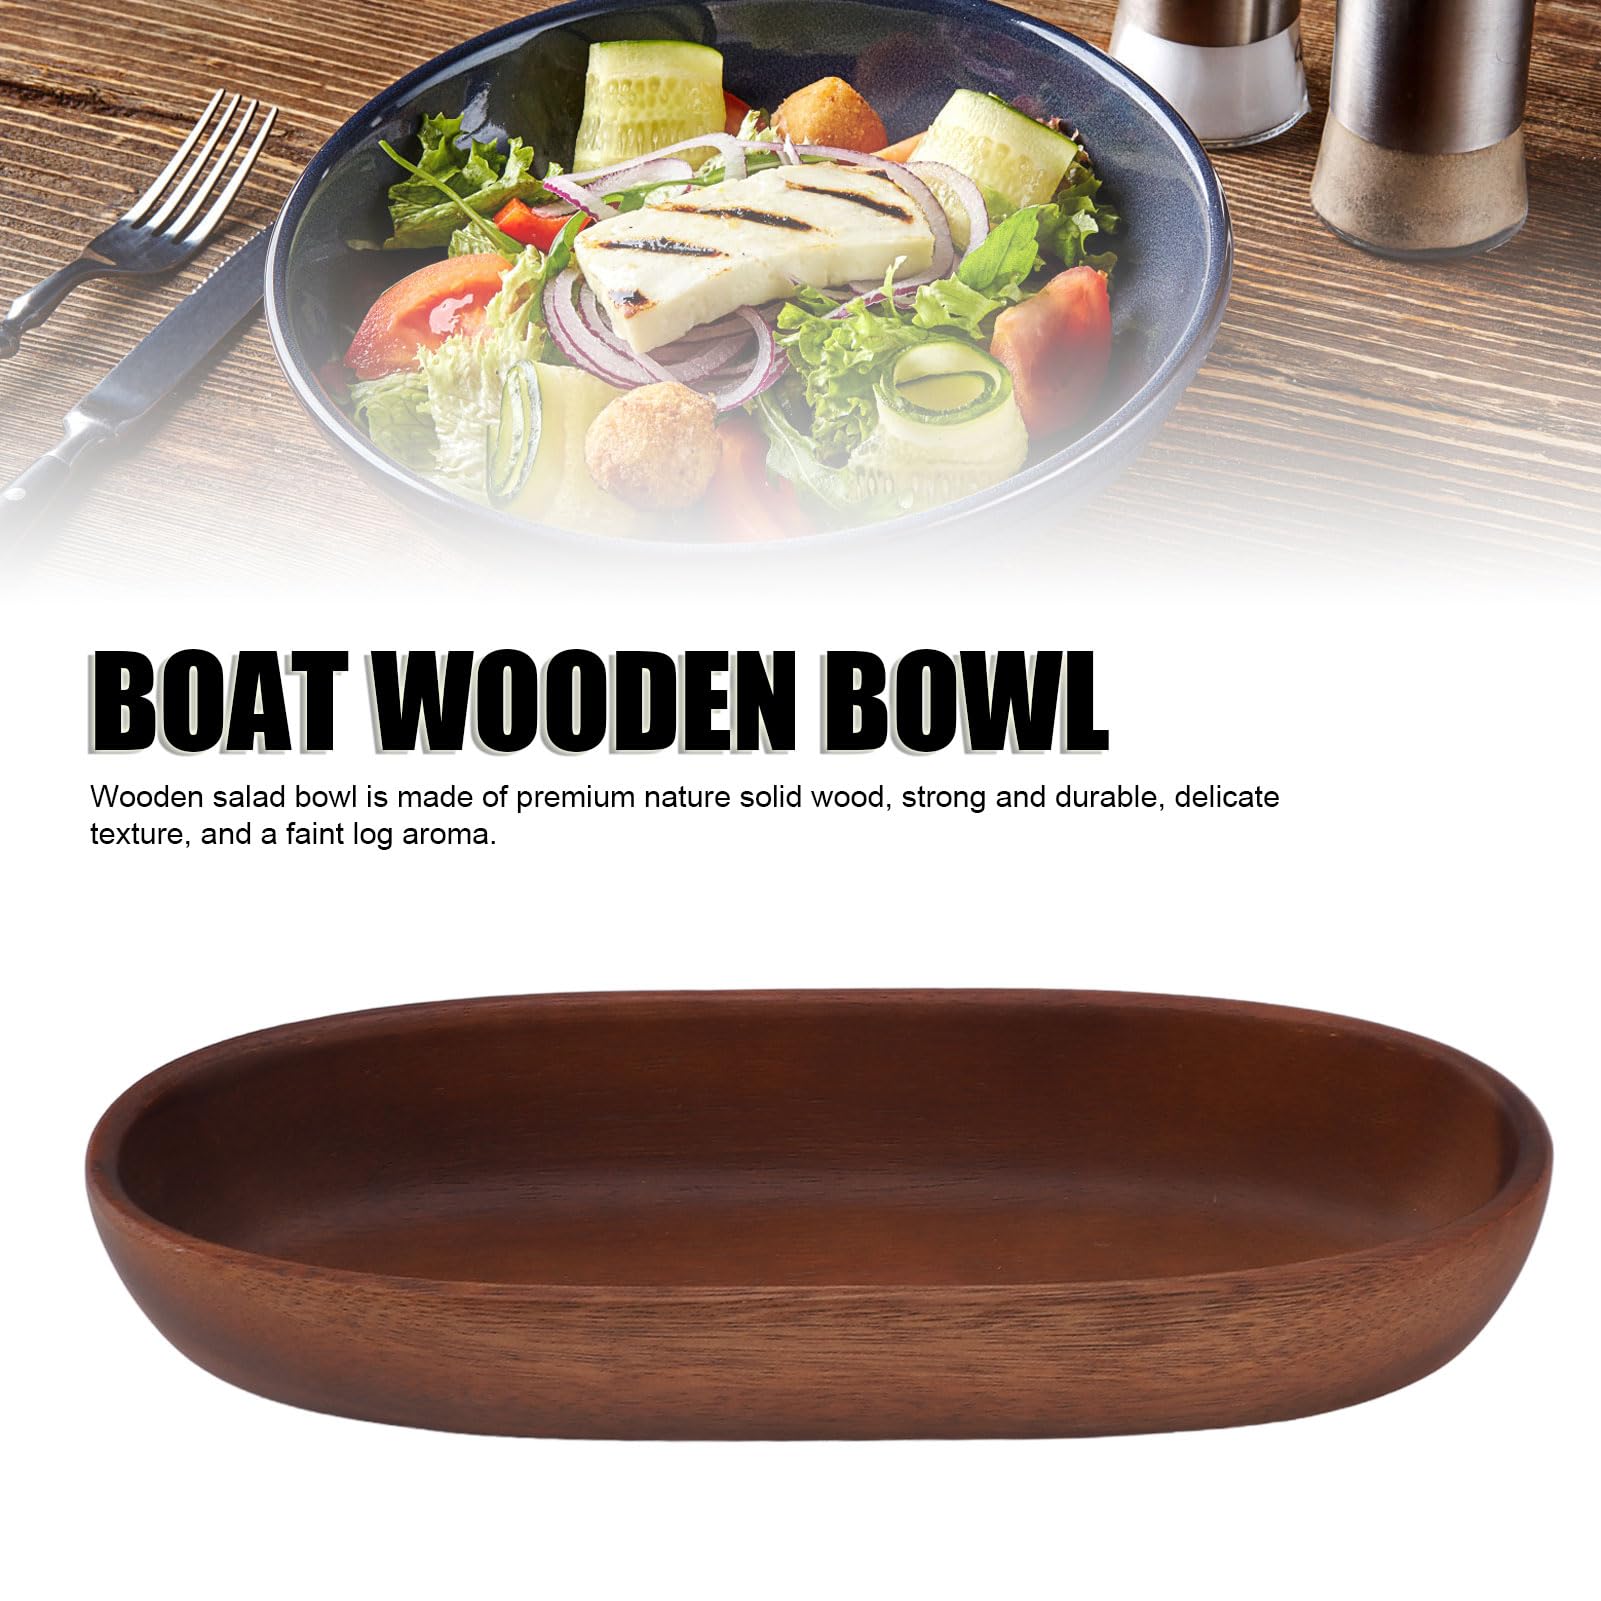 BOAT WOODEN BOWL
Wooden salad bowl is made of premium nature solid wood, strong and durable, delicate
texture, and a faint log aroma.